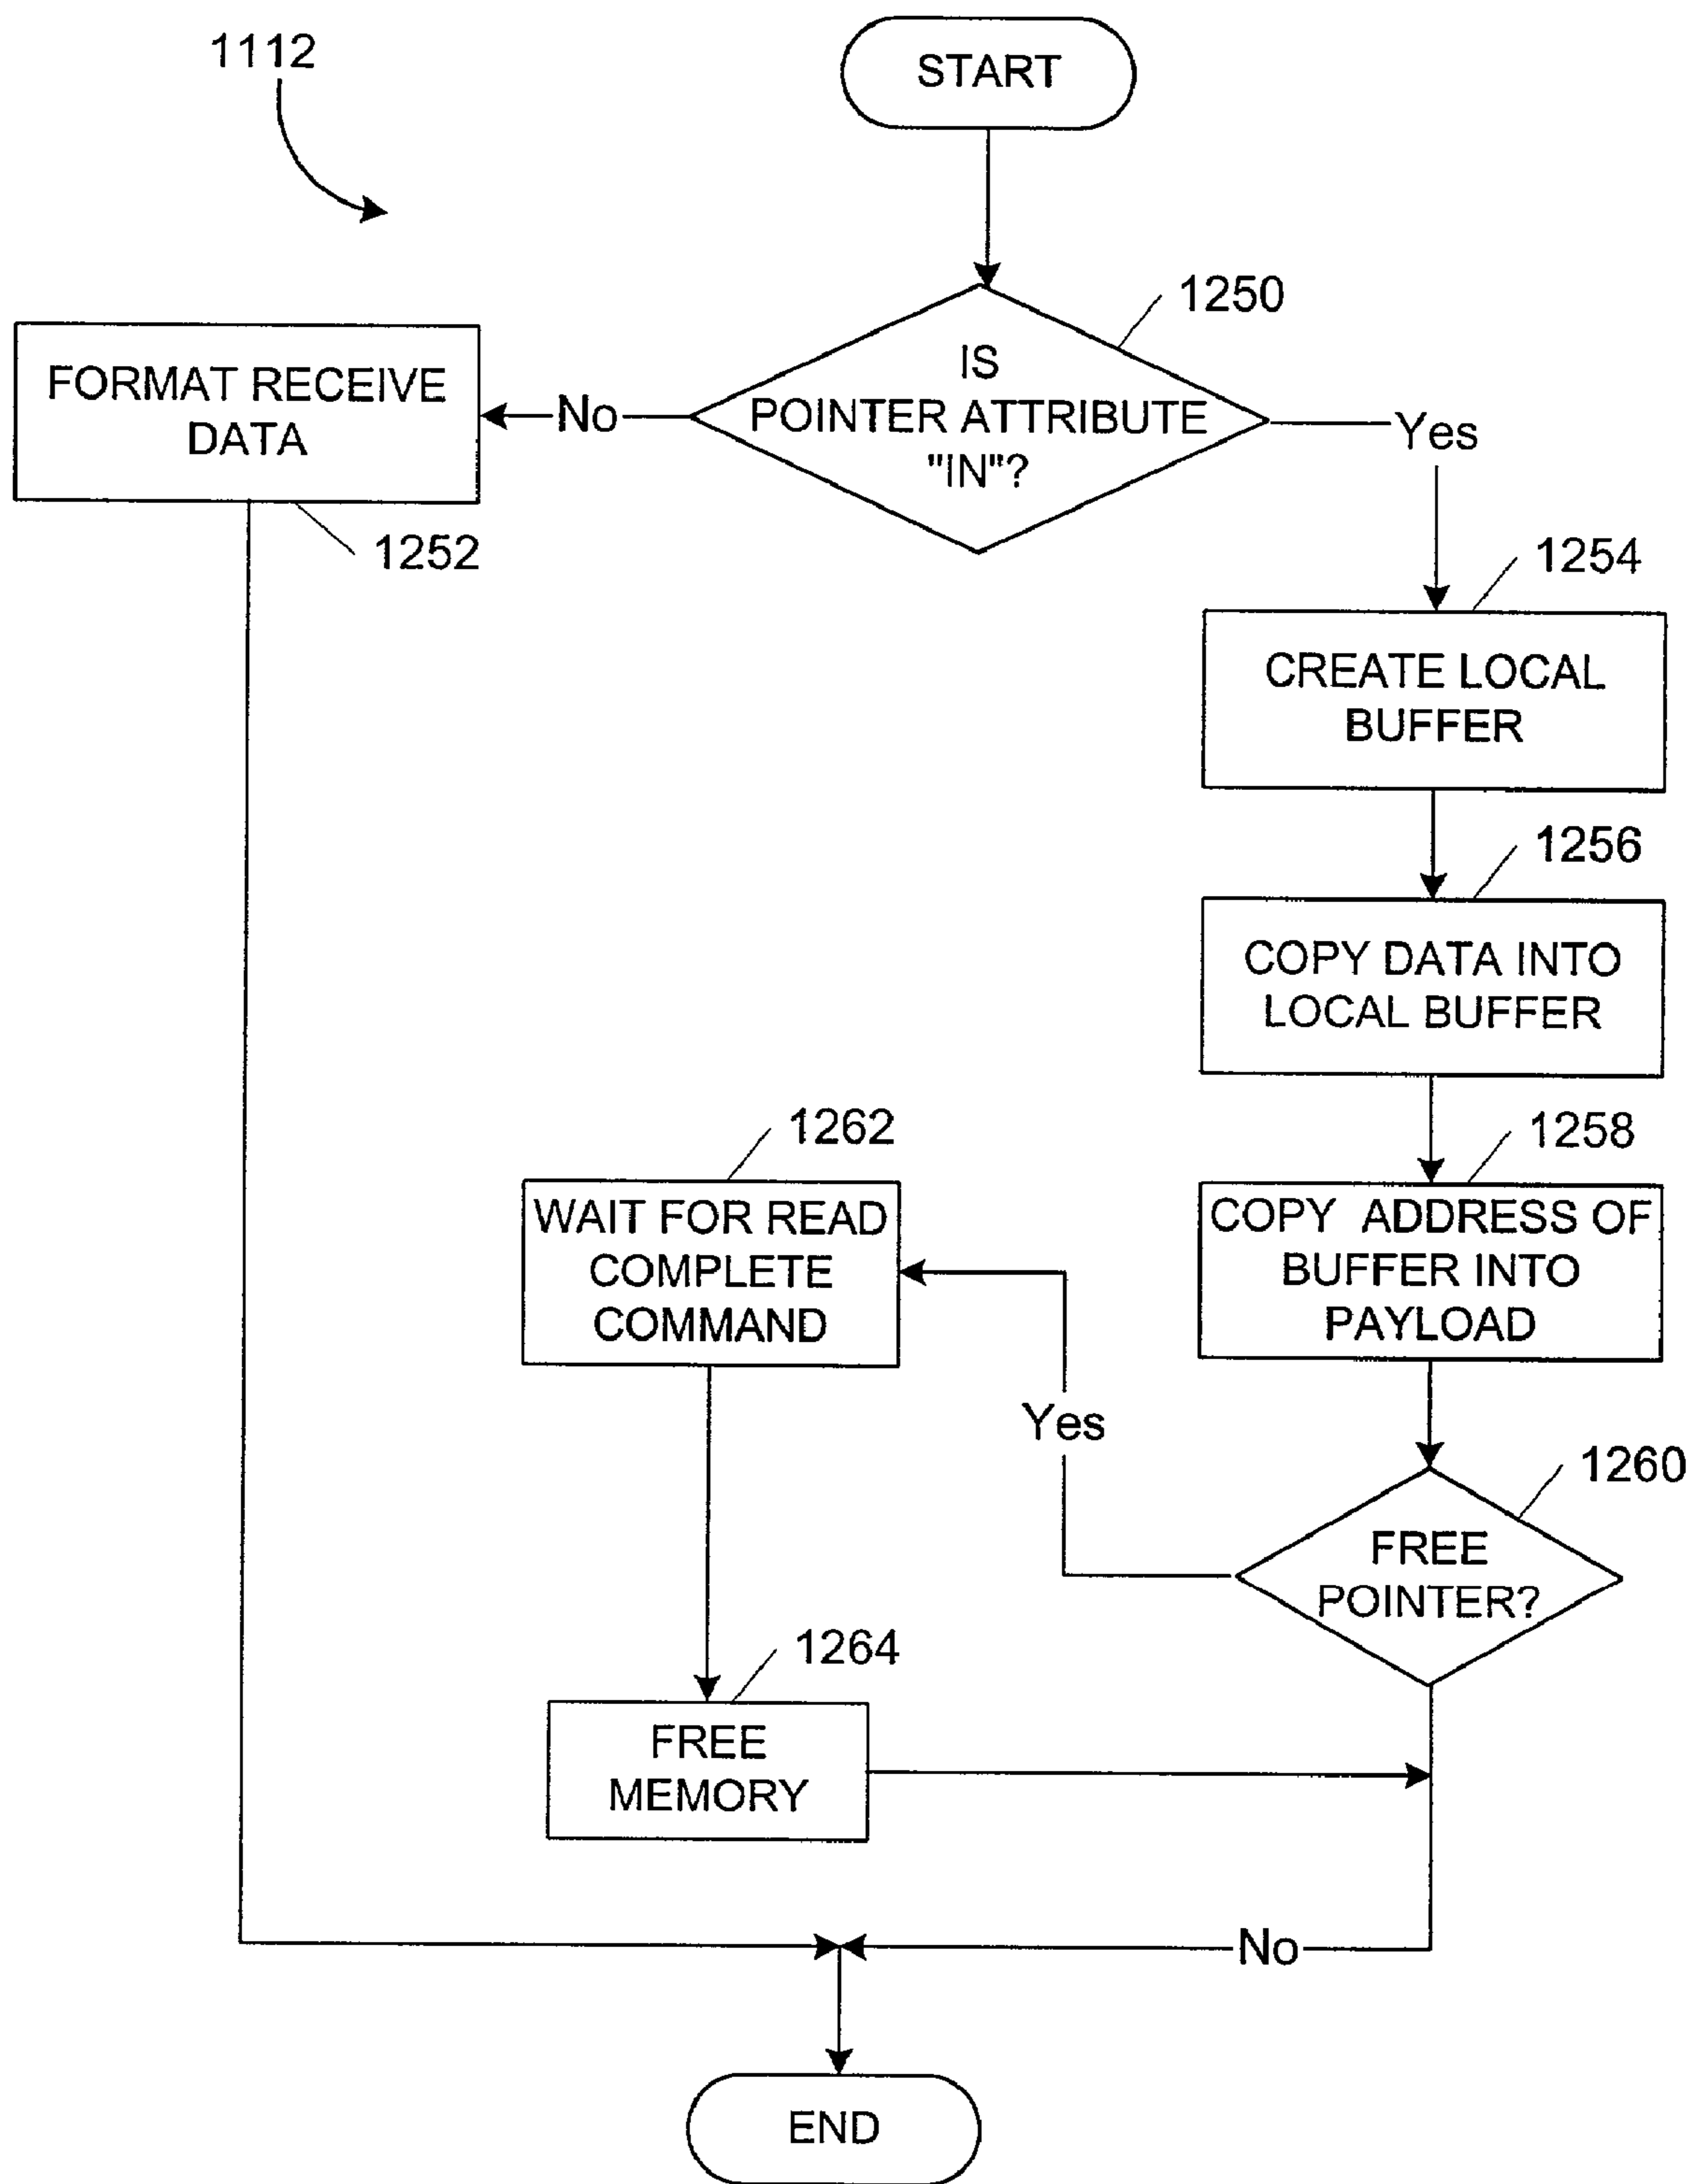 1112
START
1250
IS
POINTER ATTRIBUTE
"IN"?
No
Yes
FORMAT RECEIVE
DATA
1252
1254
CREATE LOCAL
BUFFER
1256
COPY DATA INTO
LOCAL BUFFER
1258
COPY ADDRESS OF
BUFFER INTO
PAYLOAD
1262
WAIT FOR READ
COMPLETE
COMMAND
Yes
1260
FREE
POINTER?
1264
FREE
MEMORY
No
END